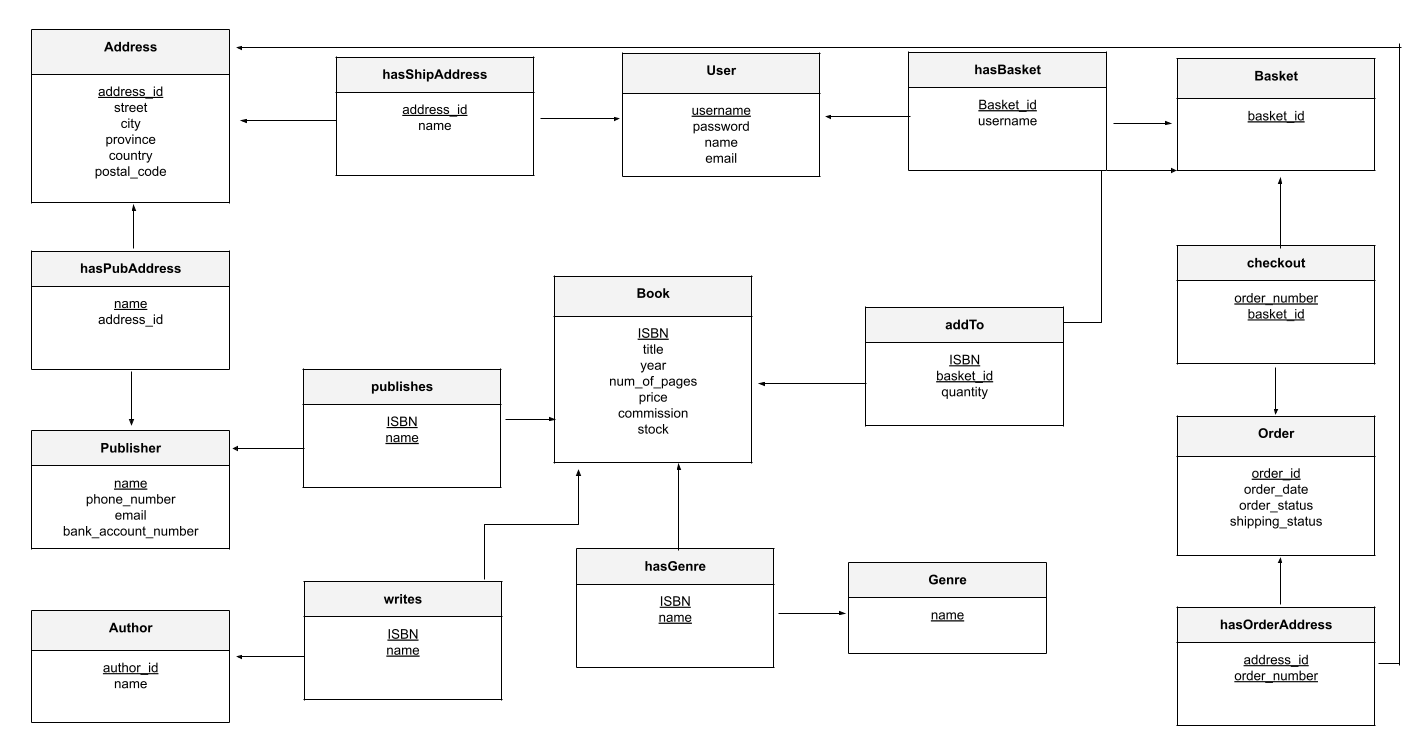 Address
address_id
street
city
province
country
postal_code
hasShipAddress
address_id
name
User
username
password
name
email
hasBasket
Basket_id
username
Basket
basket_id
hasPubAddress
name
address_id
Book
ISBN
title
year
num_of_pages
price
commission
stock
addTo
ISBN
basket_id
quantity
checkout
order_number
basket_id
publishes
ISBN
name
Publisher
name
phone_number
email
bank_account_number
Order
order_id
order_date
order_status
shipping_status
Author
author_id
name
writes
ISBN
name
hasGenre
ISBN
name
Genre
name
hasOrderAddress
address_id
order_number